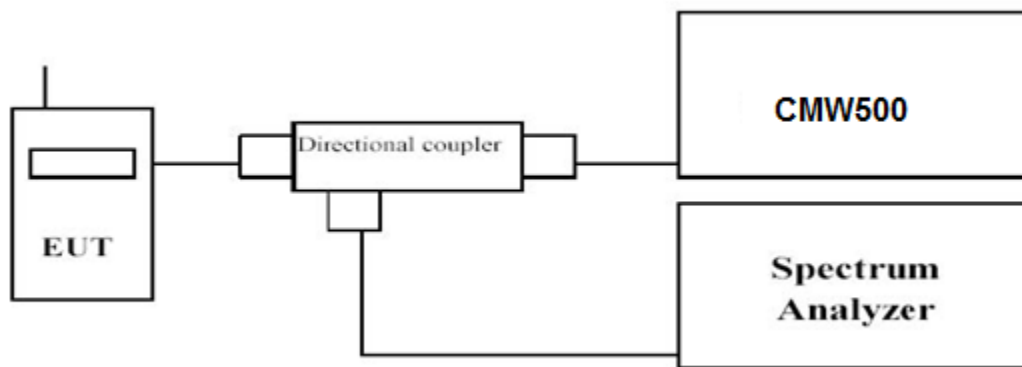 Directional coupler
CMW500
EUT
Spectrum
Analyzer